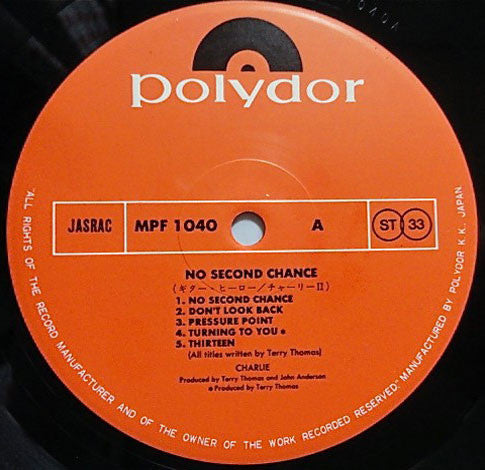 polydor
JASRAC
MPF 1040
A
ST 33
NO SECOND CHANCE
(ギター・ヒーロー/チャーリーII)
1. NO SECOND CHANCE
2. DON'T LOOK BACK
3. PRESSURE POINT
4. TURNING TO YOU *
5. THIRTEEN
(All titles written by Terry Thomas)
CHARLIE
Produced by Terry Thomas and John Anderson
* Produced by Terry Thomas
"ALL RIGHTS OF THE RECORD MANUFACTURER AND OF THE OWNER OF THE WORK RECORDED RESERVED." MANUFACTURED BY POLYDOR K.K. JAPAN